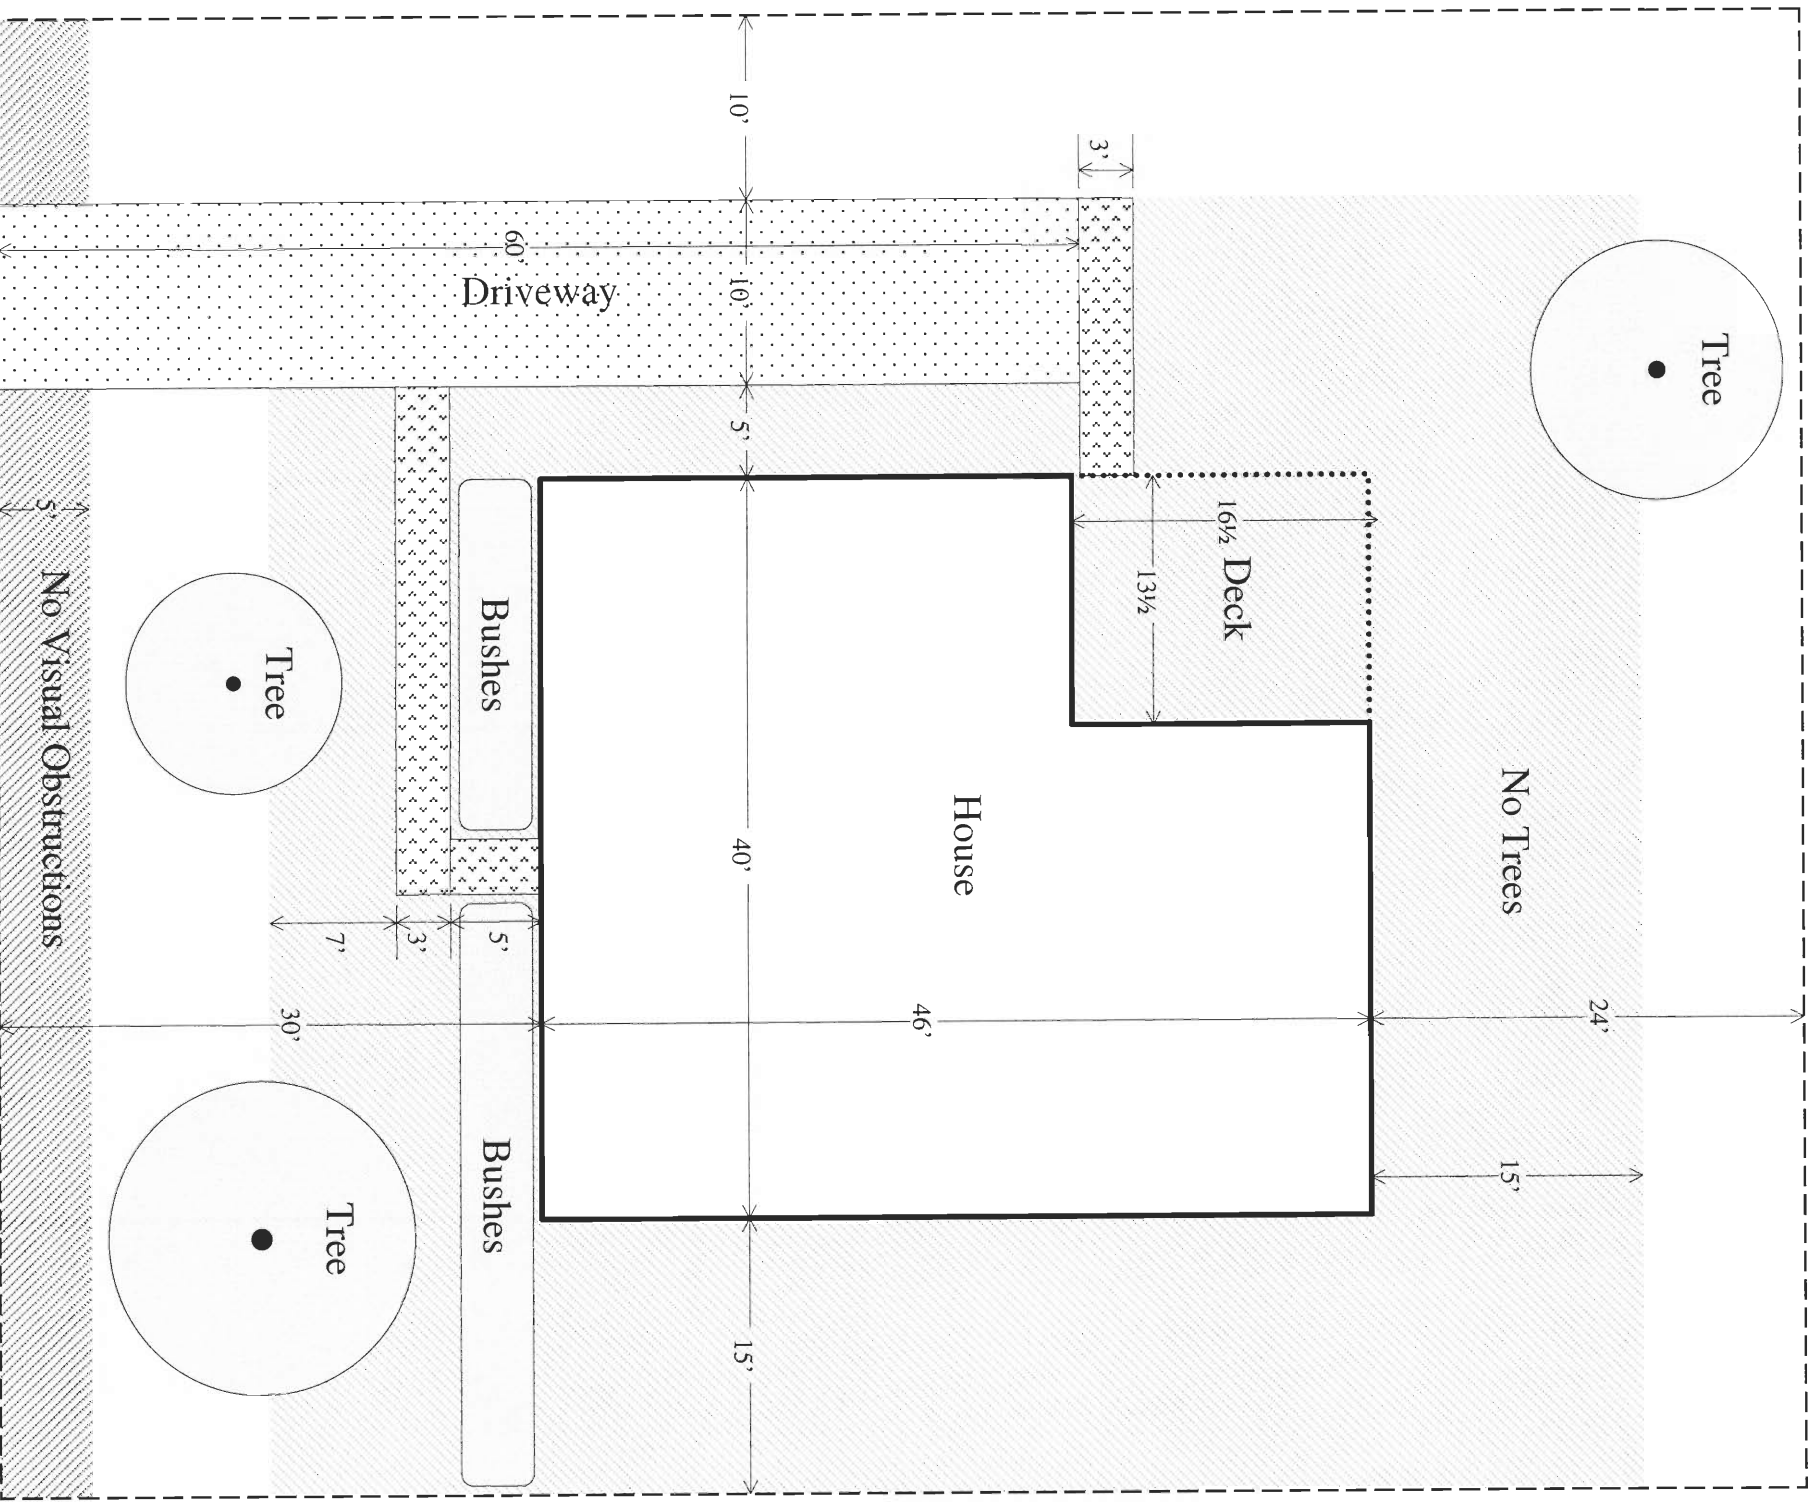 Tree
24'
No Trees
15'
16½
Deck
13½
3'
House
46'
10'
10'
5'
40'
15'
60'
Driveway
Bushes
Bushes
5'
3'
7'
Tree
Tree
30'
5'
No Visual Obstructions